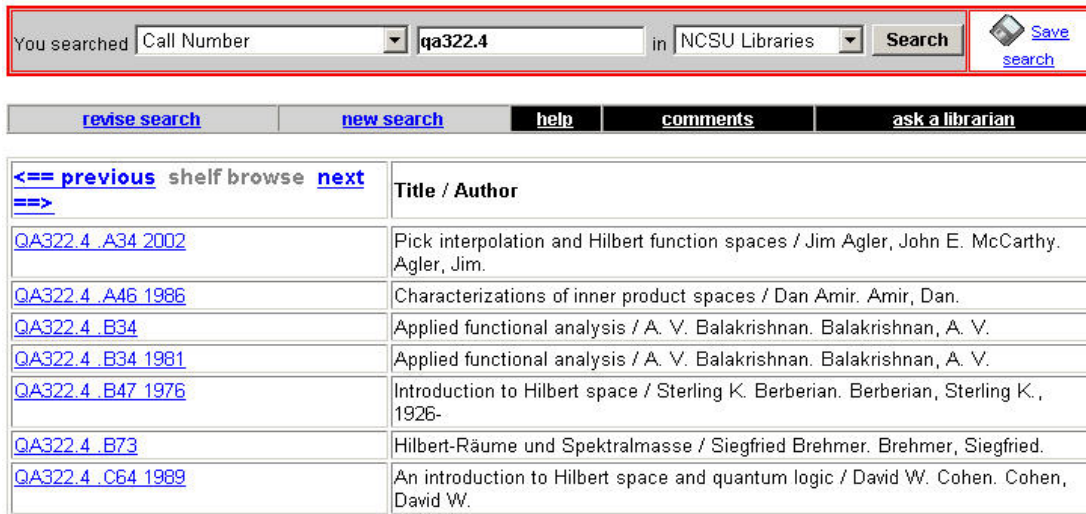 You searched Call Number qa322.4 in NCSU Libraries Search Save
search
revise search new search help comments ask a librarian
<== previous shelf browse next
==>
Title / Author
QA322.4 .A34 2002 Pick interpolation and Hilbert function spaces / Jim Agler, John E. McCarthy.
Agler, Jim.
QA322.4 .A46 1986 Characterizations of inner product spaces / Dan Amir. Amir, Dan.
QA322.4 .B34 Applied functional analysis / A. V. Balakrishnan. Balakrishnan, A. V.
QA322.4 .B34 1981 Applied functional analysis / A. V. Balakrishnan. Balakrishnan, A. V.
QA322.4 .B47 1976 Introduction to Hilbert space / Sterling K. Berberian. Berberian, Sterling K.,
1926-
QA322.4 .B73 Hilbert-Räume und Spektralmasse / Siegfried Brehmer. Brehmer, Siegfried.
QA322.4 .C64 1989 An introduction to Hilbert space and quantum logic / David W. Cohen. Cohen,
David W.